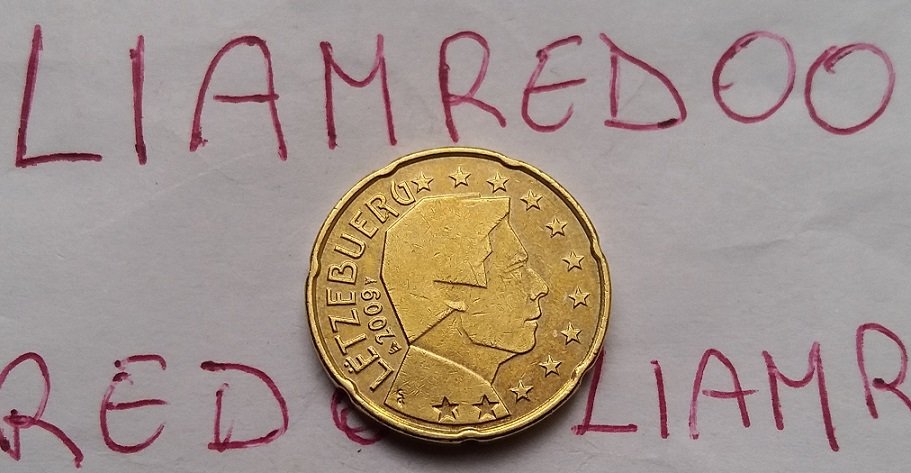 LIAMREDOO
LËTZEBUERG
2009
REDO LIAMR